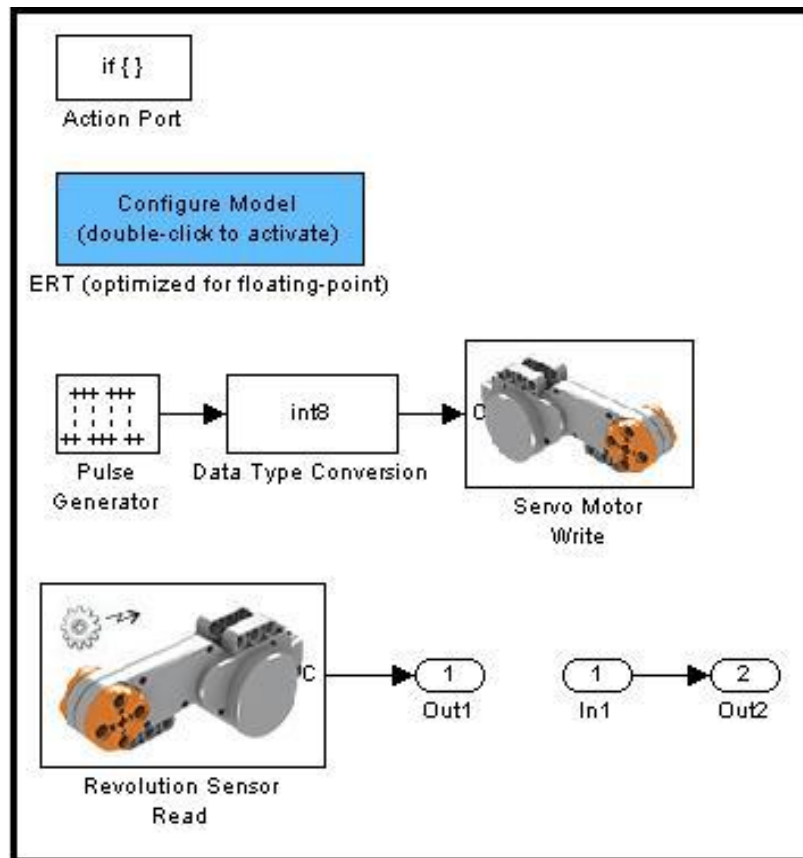 if { }
Action Port
Configure Model
(double-click to activate)
ERT (optimized for floating-point)
int8
Pulse
Generator
Data Type Conversion
C
Servo Motor
Write
C
Revolution Sensor
Read
1
Out1
1
In1
2
Out2